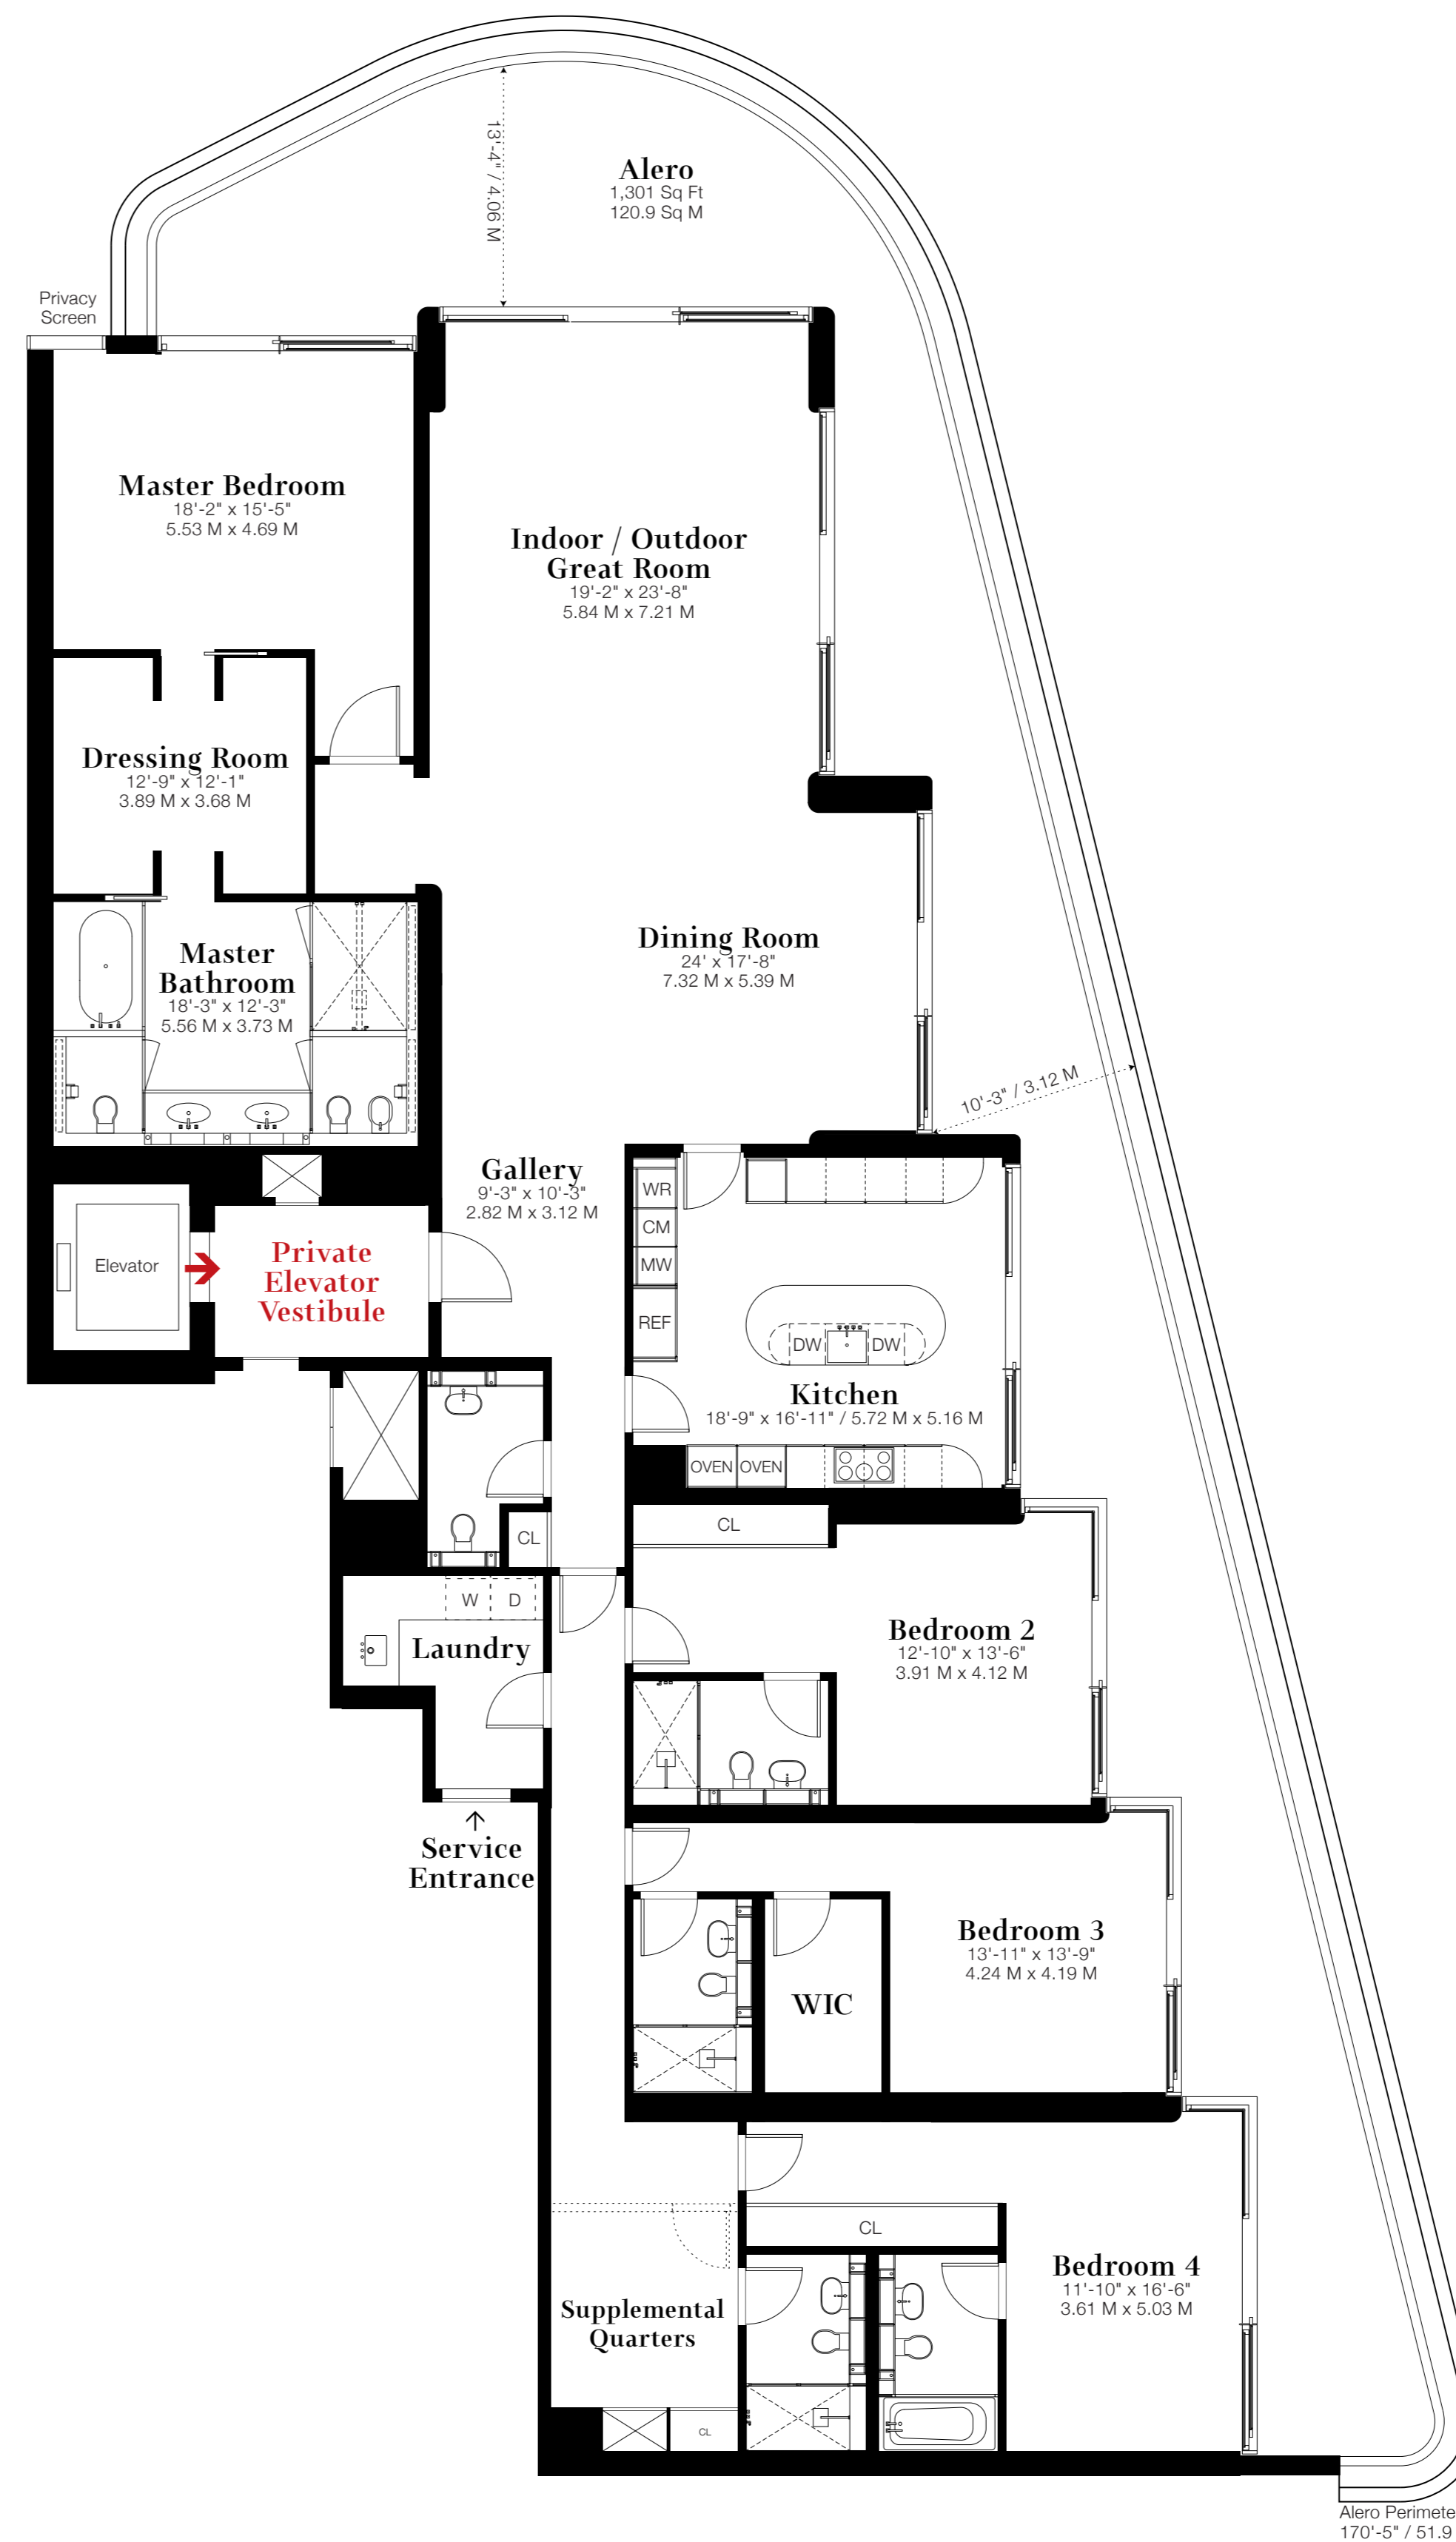 13'-4" / 4.06 M
Alero
1,301 Sq Ft
120.9 Sq M
Privacy
Screen
Master Bedroom
18'-2" x 15'-5"
5.53 M x 4.69 M
Indoor / Outdoor
Great Room
19'-2" x 23'-8"
5.84 M x 7.21 M
Dressing Room
12'-9" x 12'-1"
3.89 M x 3.68 M
Master
Bathroom
18'-3" x 12'-3"
5.56 M x 3.73 M
Dining Room
24' x 17'-8"
7.32 M x 5.39 M
10'-3" / 3.12 M
Gallery
9'-3" x 10'-3"
2.82 M x 3.12 M
Elevator
Private
Elevator
Vestibule
WR
CM
MW
REF
DW
DW
Kitchen
18'-9" x 16'-11" / 5.72 M x 5.16 M
OVEN
OVEN
CL
CL
W
D
Laundry
Bedroom 2
12'-10" x 13'-6"
3.91 M x 4.12 M
Service
Entrance
Bedroom 3
13'-11" x 13'-9"
4.24 M x 4.19 M
WIC
CL
Bedroom 4
11'-10" x 16'-6"
3.61 M x 5.03 M
Supplemental
Quarters
CL
Alero Perimete
170'-5" / 51.9